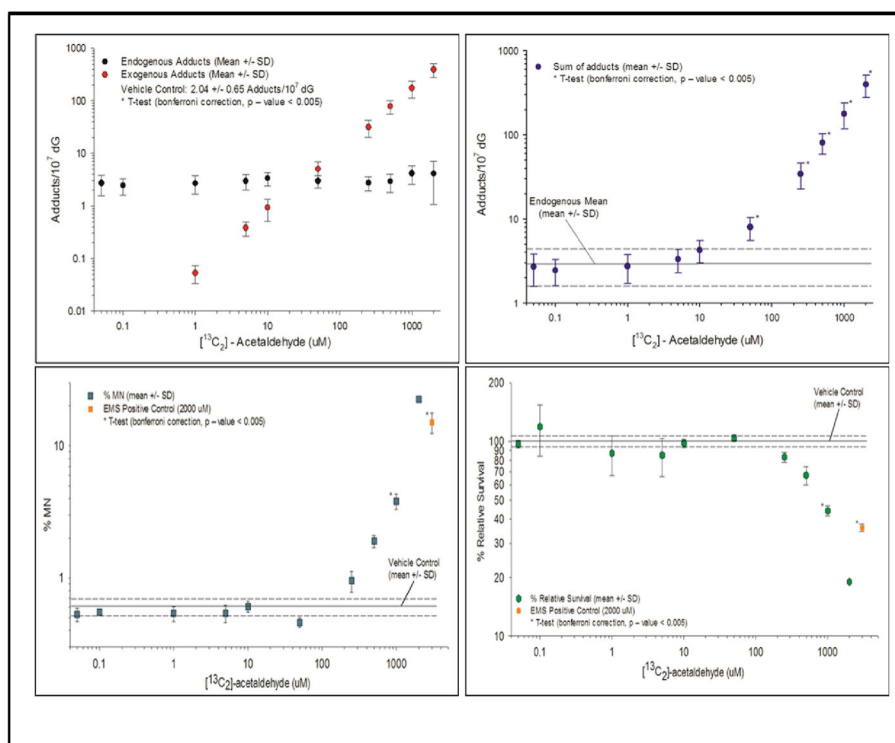 Endogenous Adducts (Mean +/- SD)
Exogenous Adducts (Mean +/- SD)
Vehicle Control: 2.04 +/- 0.65 Adducts/10⁷ dG
* T-test (bonferroni correction, p – value < 0.005)
Adducts/10⁷ dG
1000
100
10
1
0.1
0.01
0.1
1
10
100
1000
[¹³C₂] - Acetaldehyde (uM)
Sum of adducts (mean +/- SD)
* T-test (bonferroni correction, p – value < 0.005)
Endogenous Mean
(mean +/- SD)
Adducts/10⁷ dG
1000
100
10
1
0.1
1
10
100
1000
[¹³C₂] - Acetaldehyde (uM)
* * * * *
% MN (mean +/- SD)
EMS Positive Control (2000 uM)
* T-test (bonferroni correction, p – value < 0.005)
Vehicle Control
(mean +/- SD)
% MN
10
1
0.1
1
10
100
1000
[¹³C₂]-acetaldehyde (uM)
* *
Vehicle Control
(mean +/- SD)
% Relative Survival
200
100
90
80
70
60
50
40
30
20
10
% Relative Survival (mean +/- SD)
EMS Positive Control (2000 uM)
* T-test (bonferroni correction, p – value < 0.005)
0.1
1
10
100
1000
[¹³C₂]-acetaldehyde (uM)
* *